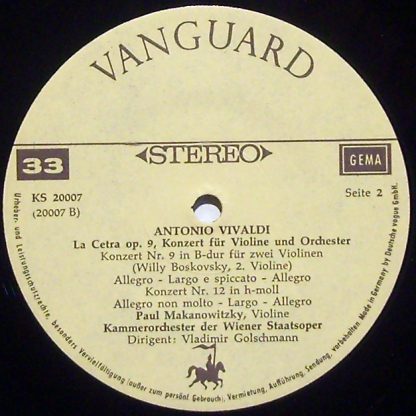 VANGUARD
33
STEREO
GEMA
KS 20007
(20007 B)
Seite 2
ANTONIO VIVALDI
La Cetra op. 9, Konzert für Violine und Orchester
Konzert Nr. 9 in B-dur für zwei Violinen
(Willy Boskovsky, 2. Violine)
Allegro - Largo e spiccato - Allegro
Konzert Nr. 12 in h-moll
Allegro non molto - Largo - Allegro
Paul Makanowitzky, Violine
Kammerorchester der Wiener Staatsoper
Dirigent: Vladimir Golschmann
Urheber- und Leistungsschutzrechte, besonders Vervielfältigung (außer zum persönl. Gebrauch), Vermietung, Aufführung, Sendung, vorbehalten. Made in Germany by Deutsche Vogue GmbH.